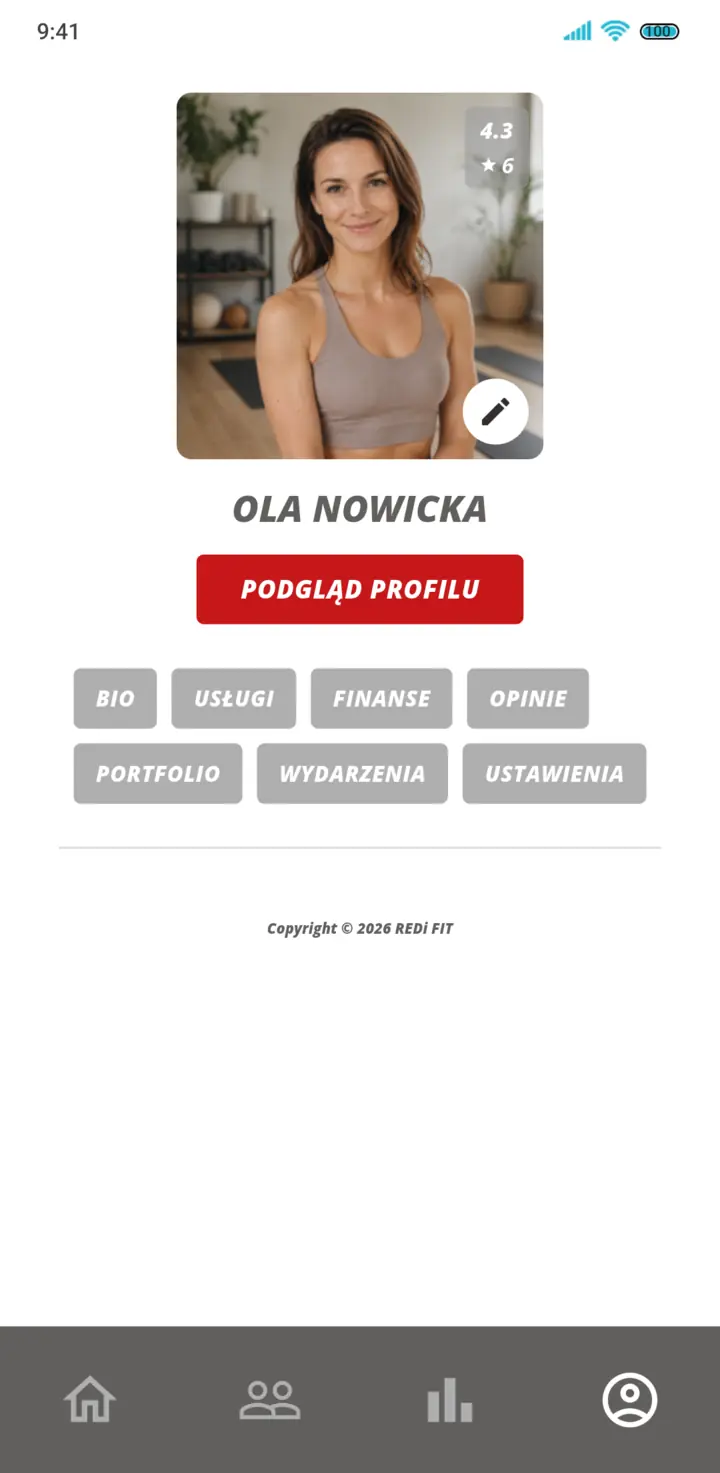 9:41
100
4.3
★ 6
OLA NOWICKA
PODGLĄD PROFILU
BIO USŁUGI FINANSE OPINIE
PORTFOLIO WYDARZENIA USTAWIENIA
Copyright © 2026 REDi FIT